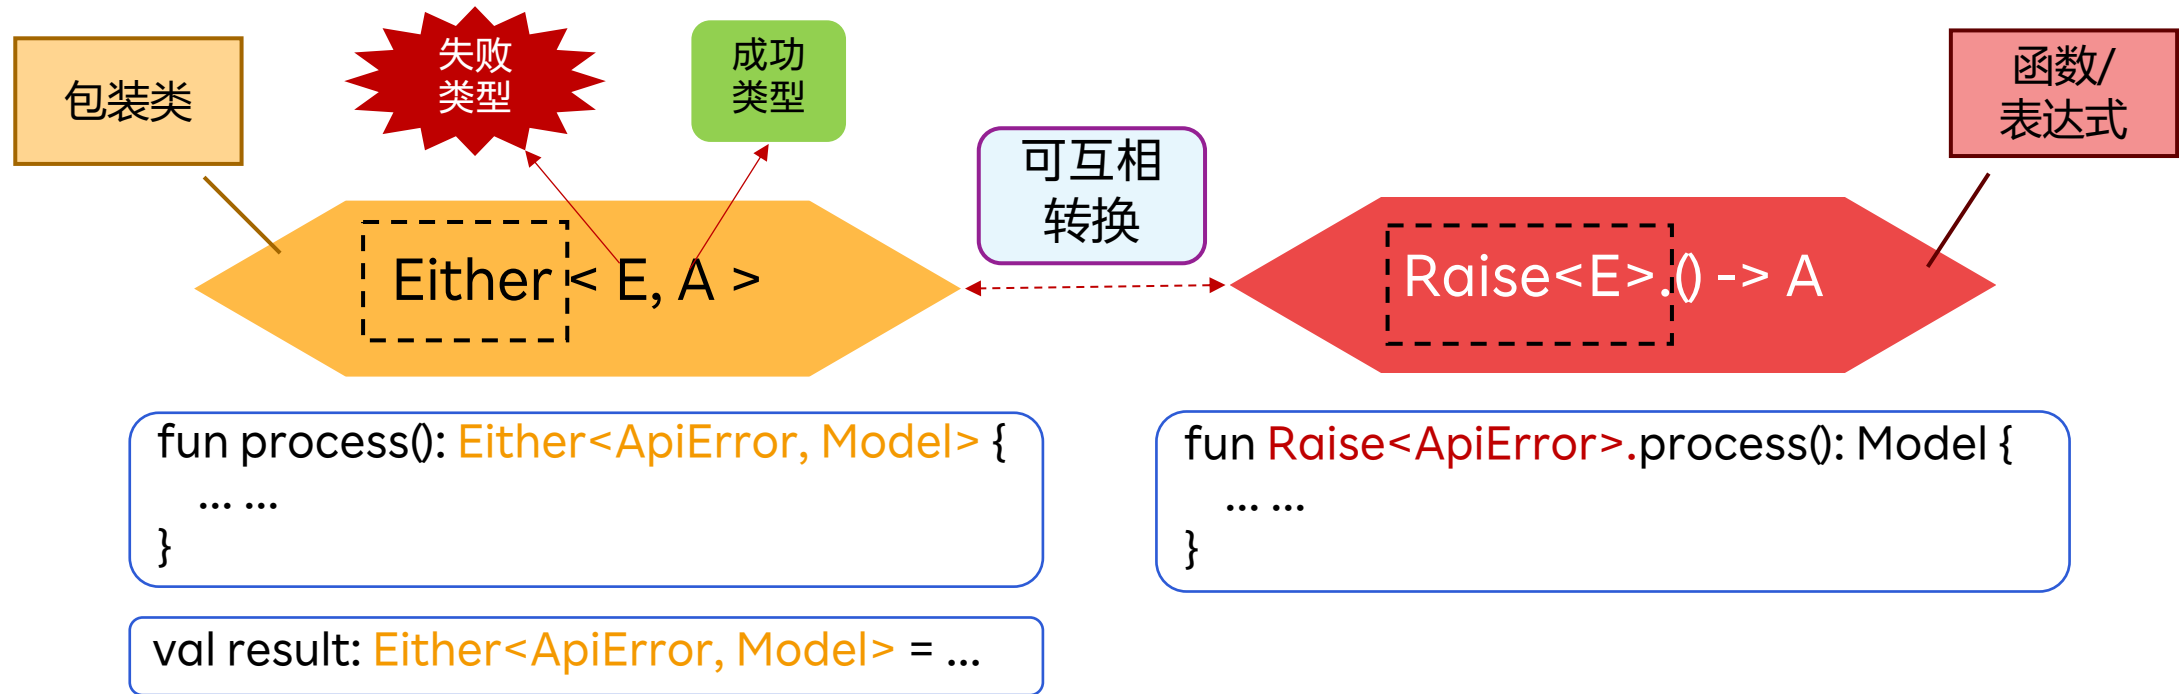 包装类
失败
类型
成功
类型
可互相
转换
函数/
表达式
Either < E, A >
Raise<E>.() -> A
fun process(): Either<ApiError, Model> {
... ...
}
fun Raise<ApiError>.process(): Model {
... ...
}
val result: Either<ApiError, Model> = ...